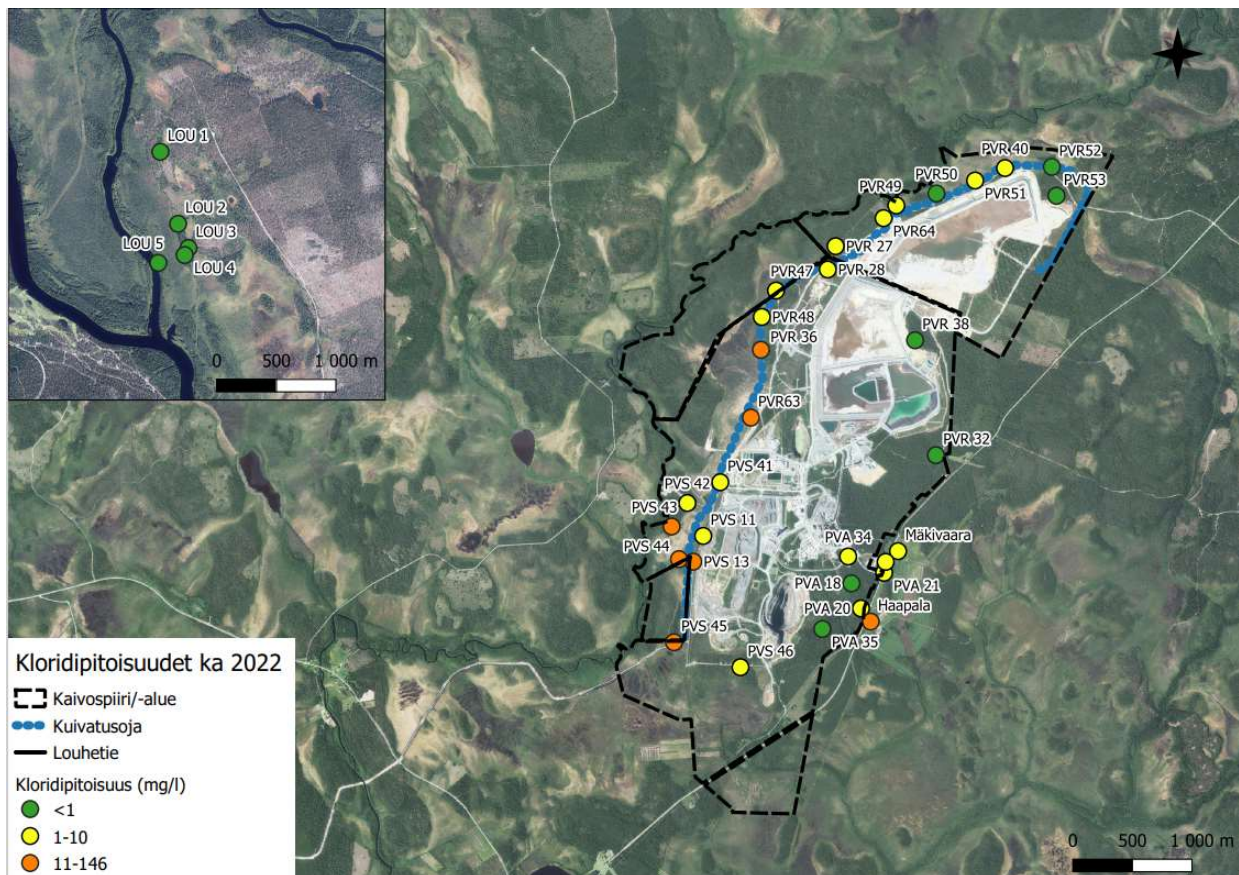 LOU 1
LOU 2
LOU 3
LOU 5
LOU 4
0 500 1 000 m
PVR 40
PVR52
PVR50
PVR53
PVR49
PVR51
PVR64
PVR 27
PVR 28
PVR47
PVR48
PVR 36
PVR 38
PVR63
PVR 32
PVS 41
PVS 42
PVS 43
PVS 11
PVA 34
Mäkivaara
PVS 44
PVS 13
PVA 18
PVA 21
PVA 20
Haapala
PVS 45
PVA 35
PVS 46
Kloridipitoisuudet ka 2022
Kaivospiiri/-alue
Kuivatusoja
Louhetie
Kloridipitoisuus (mg/l)
<1
1-10
11-146
0 500 1 000 m